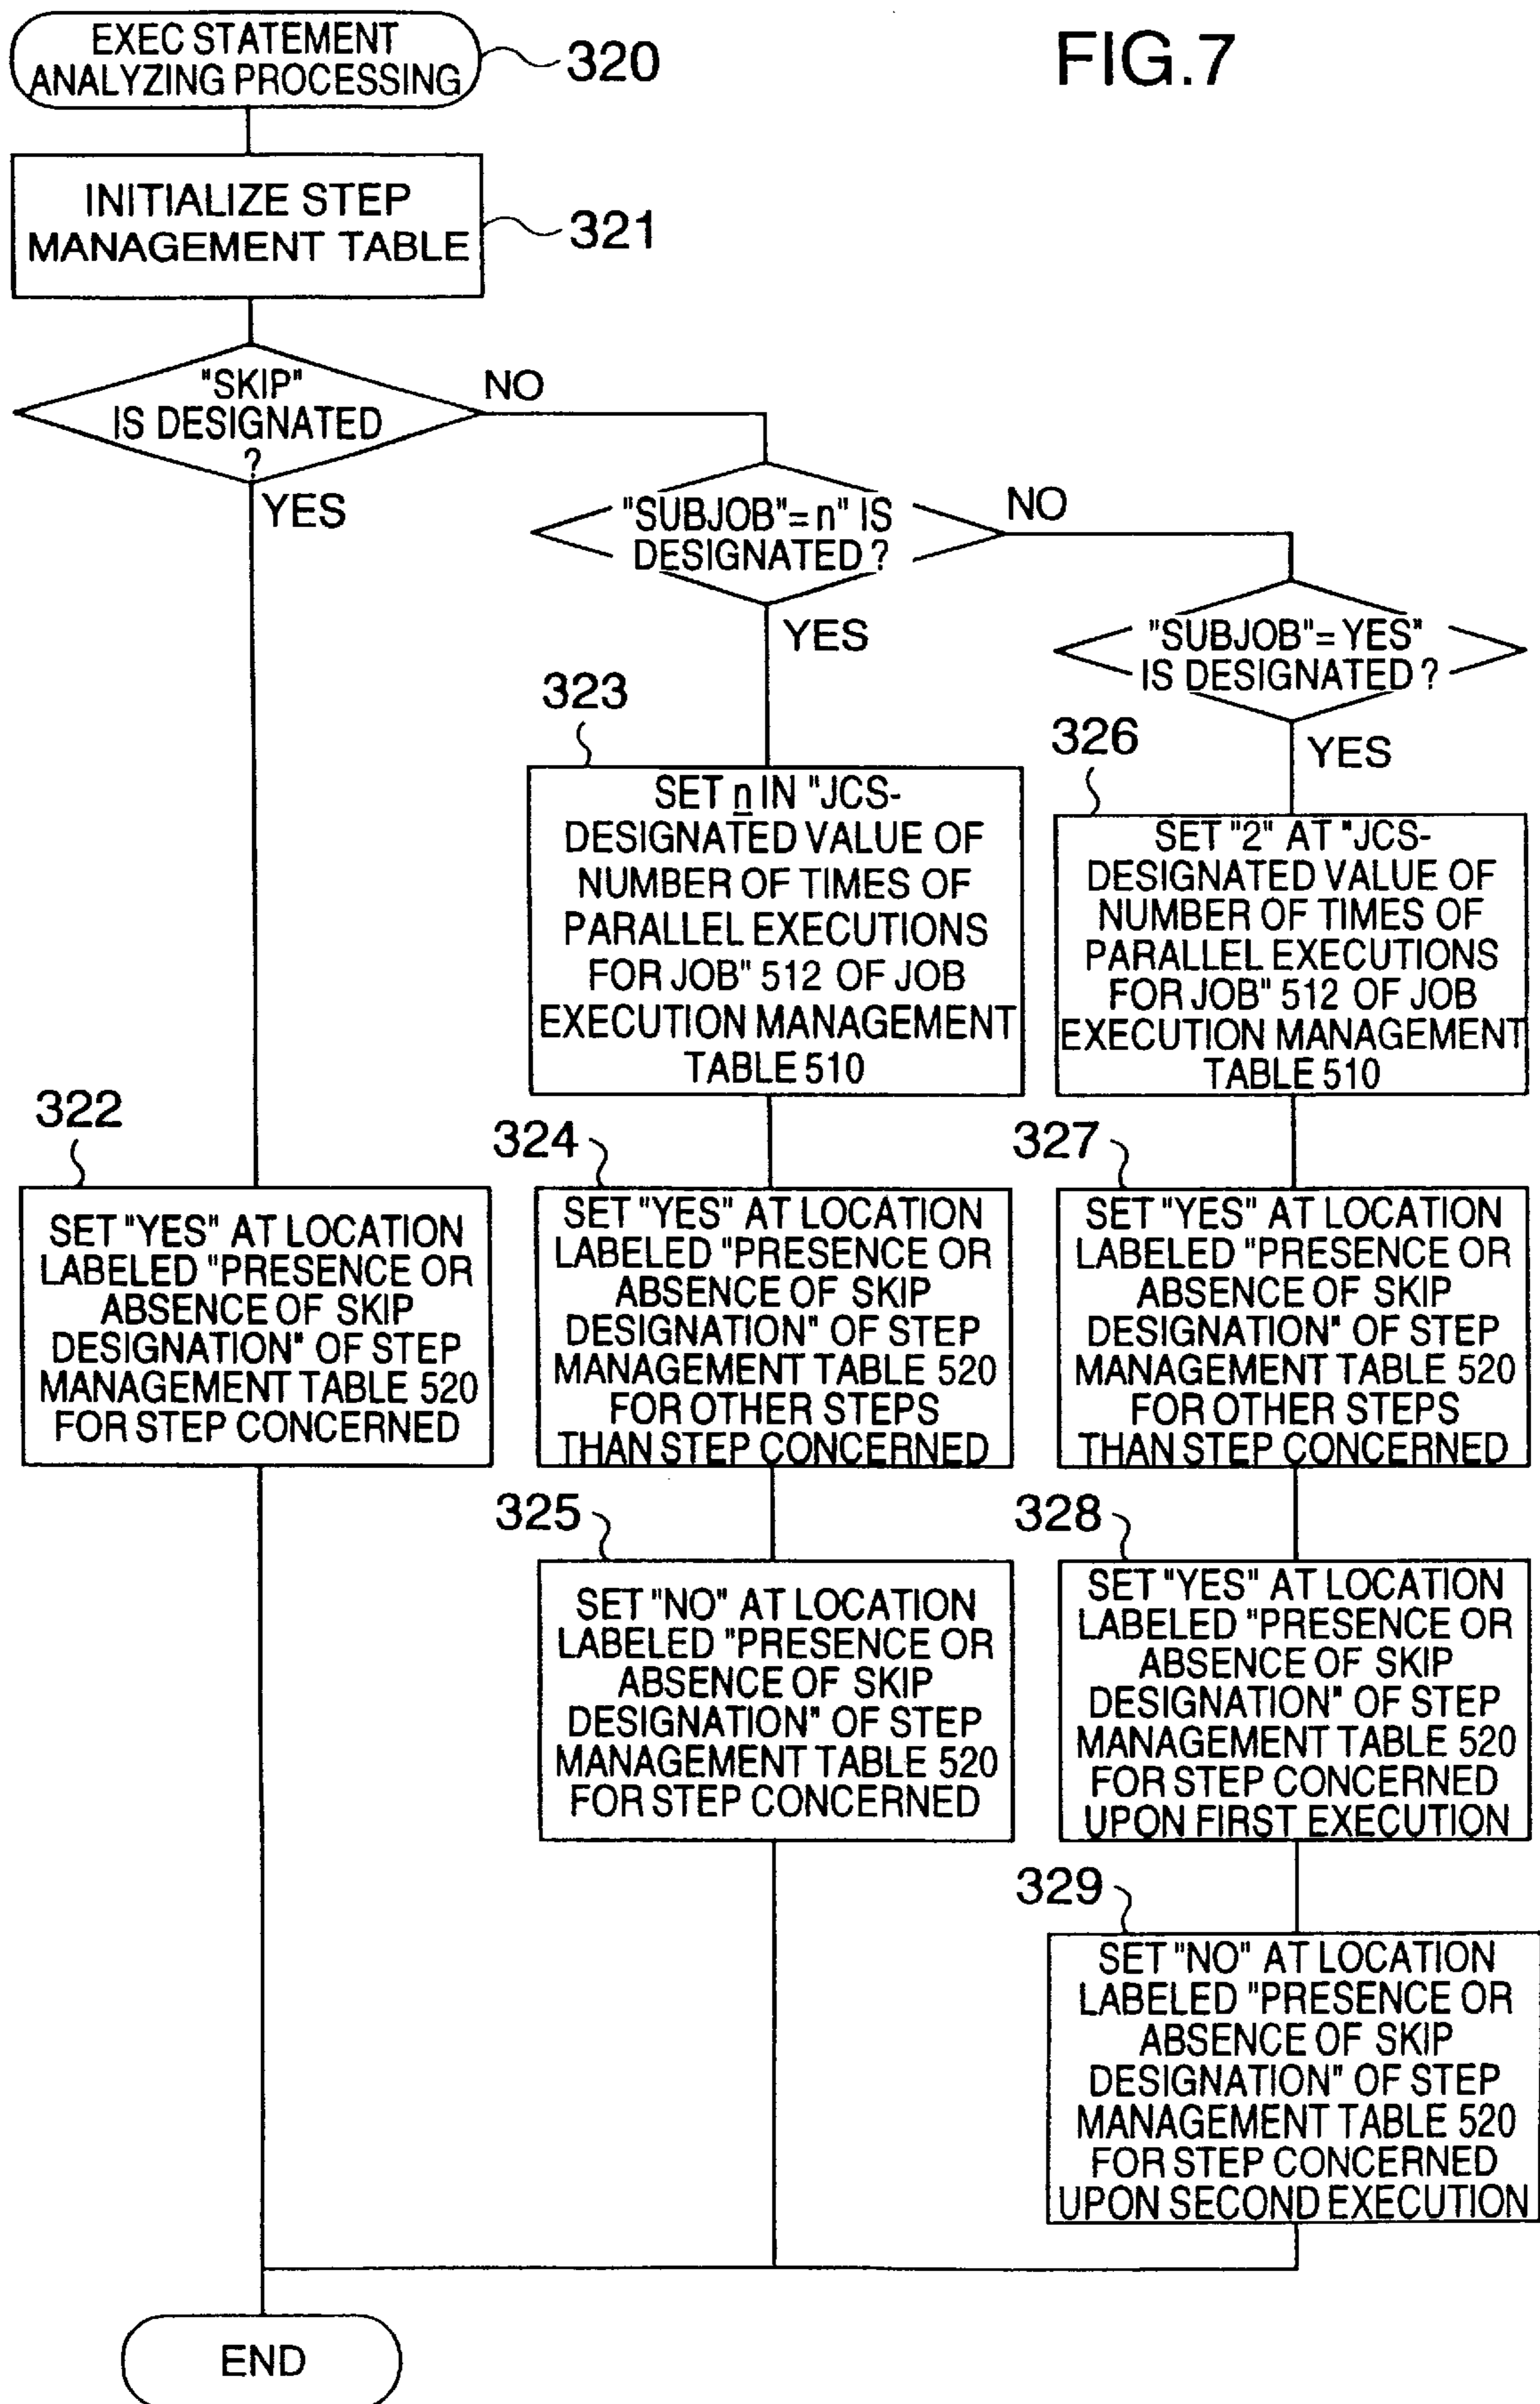 FIG.7
EXEC STATEMENT
ANALYZING PROCESSING
320
INITIALIZE STEP
MANAGEMENT TABLE
321
"SKIP"
IS DESIGNATED
?
NO
YES
"SUBJOB"= n" IS
DESIGNATED ?
NO
YES
"SUBJOB"= YES"
IS DESIGNATED ?
YES
323
SET n IN "JCS-
DESIGNATED VALUE OF
NUMBER OF TIMES OF
PARALLEL EXECUTIONS
FOR JOB" 512 OF JOB
EXECUTION MANAGEMENT
TABLE 510
326
SET "2" AT "JCS-
DESIGNATED VALUE OF
NUMBER OF TIMES OF
PARALLEL EXECUTIONS
FOR JOB" 512 OF JOB
EXECUTION MANAGEMENT
TABLE 510
322
SET "YES" AT LOCATION
LABELED "PRESENCE OR
ABSENCE OF SKIP
DESIGNATION" OF STEP
MANAGEMENT TABLE 520
FOR STEP CONCERNED
324
SET "YES" AT LOCATION
LABELED "PRESENCE OR
ABSENCE OF SKIP
DESIGNATION" OF STEP
MANAGEMENT TABLE 520
FOR OTHER STEPS
THAN STEP CONCERNED
327
SET "YES" AT LOCATION
LABELED "PRESENCE OR
ABSENCE OF SKIP
DESIGNATION" OF STEP
MANAGEMENT TABLE 520
FOR OTHER STEPS
THAN STEP CONCERNED
325
SET "NO" AT LOCATION
LABELED "PRESENCE OR
ABSENCE OF SKIP
DESIGNATION" OF STEP
MANAGEMENT TABLE 520
FOR STEP CONCERNED
328
SET "YES" AT LOCATION
LABELED "PRESENCE OR
ABSENCE OF SKIP
DESIGNATION" OF STEP
MANAGEMENT TABLE 520
FOR STEP CONCERNED
UPON FIRST EXECUTION
329
SET "NO" AT LOCATION
LABELED "PRESENCE OR
ABSENCE OF SKIP
DESIGNATION" OF STEP
MANAGEMENT TABLE 520
FOR STEP CONCERNED
UPON SECOND EXECUTION
END